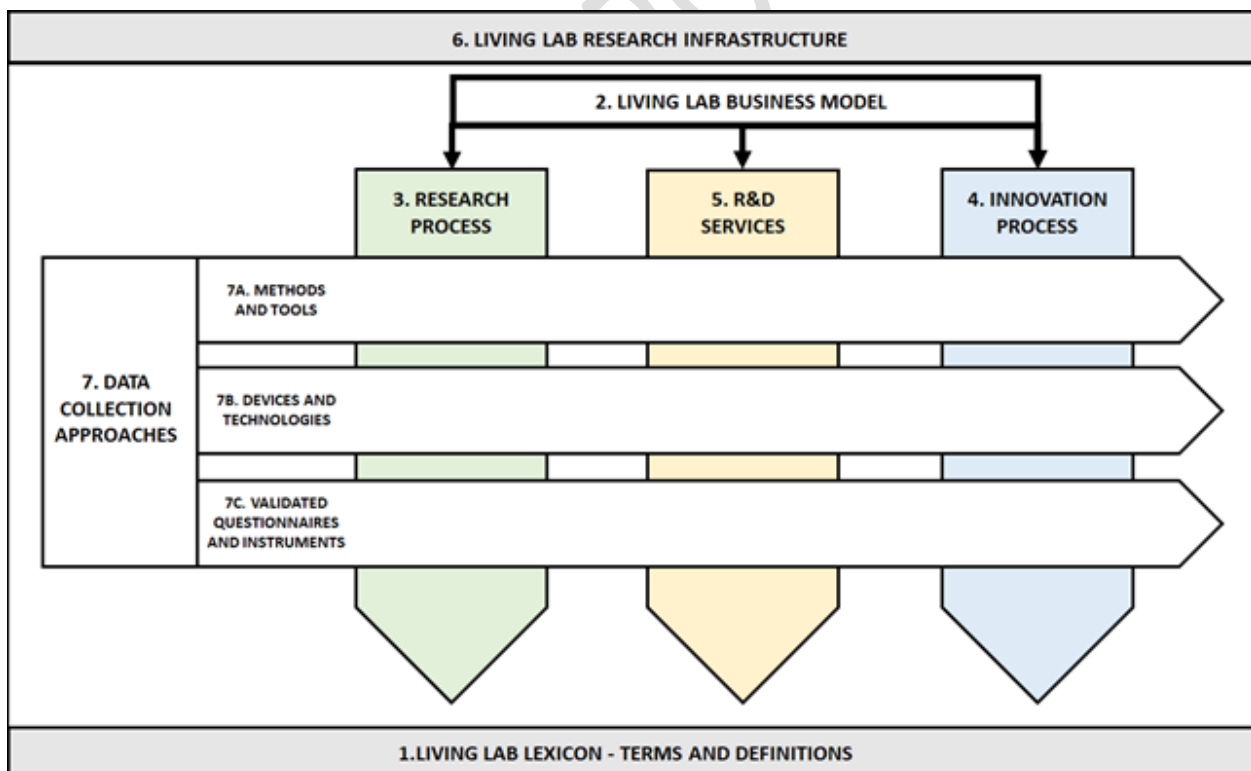 6. LIVING LAB RESEARCH INFRASTRUCTURE
2. LIVING LAB BUSINESS MODEL
3. RESEARCH
PROCESS
5. R&D
SERVICES
4. INNOVATION
PROCESS
7. DATA
COLLECTION
APPROACHES
7A. METHODS
AND TOOLS
7B. DEVICES AND
TECHNOLOGIES
7C. VALIDATED
QUESTIONNAIRES
AND INSTRUMENTS
1.LIVING LAB LEXICON - TERMS AND DEFINITIONS